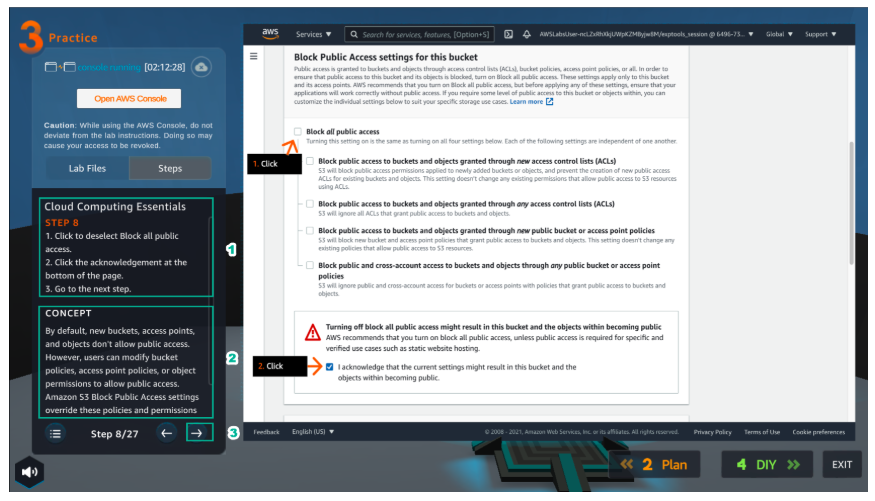 3 Practice
console running [02:12:28]
Open AWS Console
Caution: While using the AWS Console, do not
deviate from the lab instructions. Doing so may
cause your access to be revoked.
Lab Files
Steps
Cloud Computing Essentials
STEP 8
1. Click to deselect Block all public
access.
2. Click the acknowledgement at the
bottom of the page.
3. Go to the next step.
1
CONCEPT
By default, new buckets, access points,
and objects don't allow public access.
However, users can modify bucket
policies, access point policies, or object
permissions to allow public access.
Amazon S3 Block Public Access settings
override these policies and permissions
2
Step 8/27
3
aws
Services ▼
Search for services, features, [Option+S]
Global ▼
Support ▼
Block Public Access settings for this bucket
Public access is granted to buckets and objects through access control lists (ACLs), bucket policies, access point policies, or all. In order to
ensure that public access to this bucket and its objects is blocked, turn on Block all public access. These settings apply only to this bucket
and its access points. AWS recommends that you turn on Block all public access, but before applying any of these settings, ensure that your
applications will work correctly without public access. If you require some level of public access to this bucket or objects within, you can
customize the individual settings below to suit your specific storage use cases. Learn more
Block all public access
Turning this setting on is the same as turning on all four settings below. Each of the following settings are independent of one another.
1. Click
Block public access to buckets and objects granted through new access control lists (ACLs)
S3 will block public access permissions applied to newly added buckets or objects, and prevent the creation of new public access
ACLs for existing buckets and objects. This setting doesn't change any existing permissions that allow public access to S3 resources
using ACLs.
Block public access to buckets and objects granted through any access control lists (ACLs)
S3 will ignore all ACLs that grant public access to buckets and objects.
Block public access to buckets and objects granted through new public bucket or access point policies
S3 will block new bucket and access point policies that grant public access to buckets and objects. This setting doesn't change any
existing policies that allow public access to S3 resources.
Block public and cross-account access to buckets and objects through any public bucket or access point
policies
S3 will ignore public and cross-account access for buckets or access points with policies that grant public access to buckets and
objects.
Turning off block all public access might result in this bucket and the objects within becoming public
AWS recommends that you turn on block all public access, unless public access is required for specific and
verified use cases such as static website hosting.
2. Click
I acknowledge that the current settings might result in this bucket and the
objects within becoming public.
Feedback
English (US) ▼
© 2008 - 2021, Amazon Web Services, Inc. or its affiliates. All rights reserved.
Privacy Policy
Terms of Use
Cookie preferences
2 Plan
4 DIY
EXIT